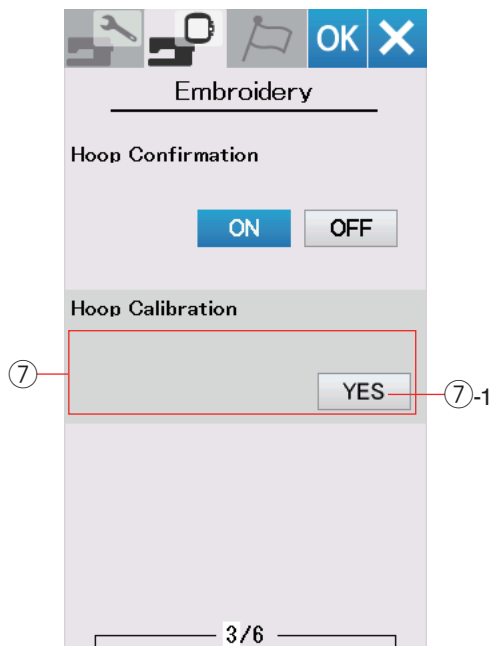 OK X
Embroidery
Hoop Confirmation
ON OFF
Hoop Calibration
⑦
YES ⑦-1
3/6